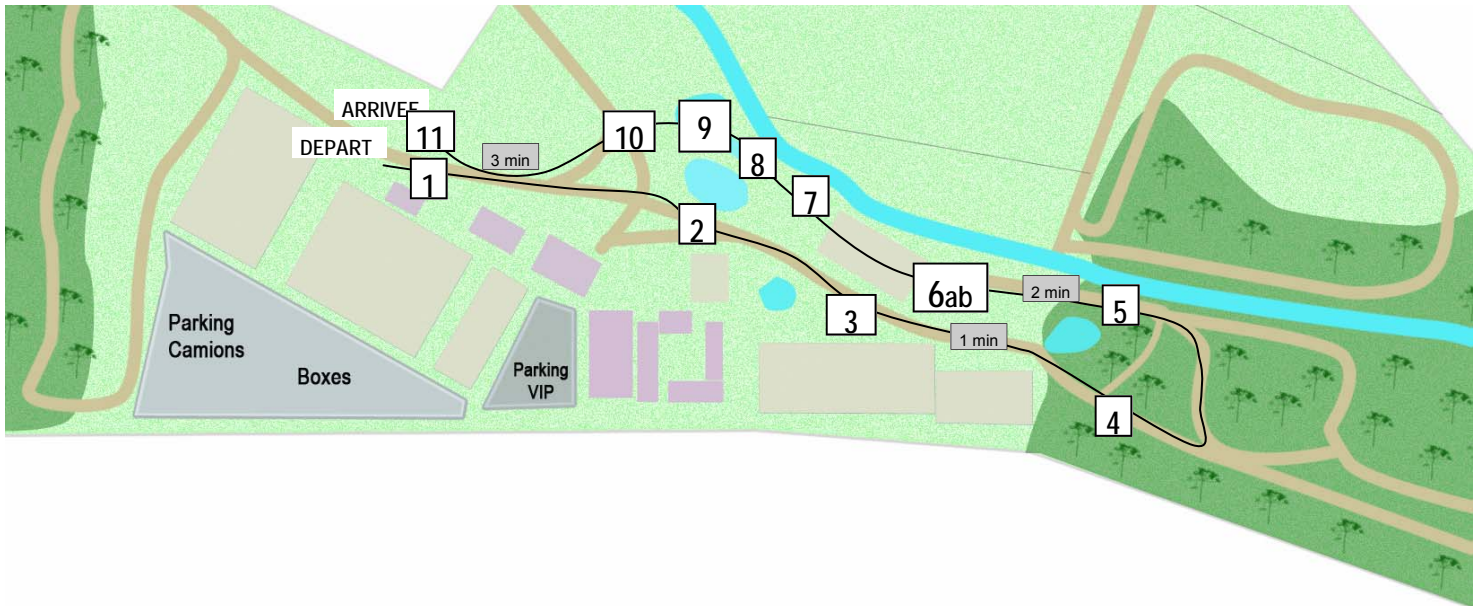 ARRIVEE
11
DEPART
1
3 min
10
9
8
7
2
6ab
2 min
5
3
1 min
4
Parking
Camions
Boxes
Parking
VIP